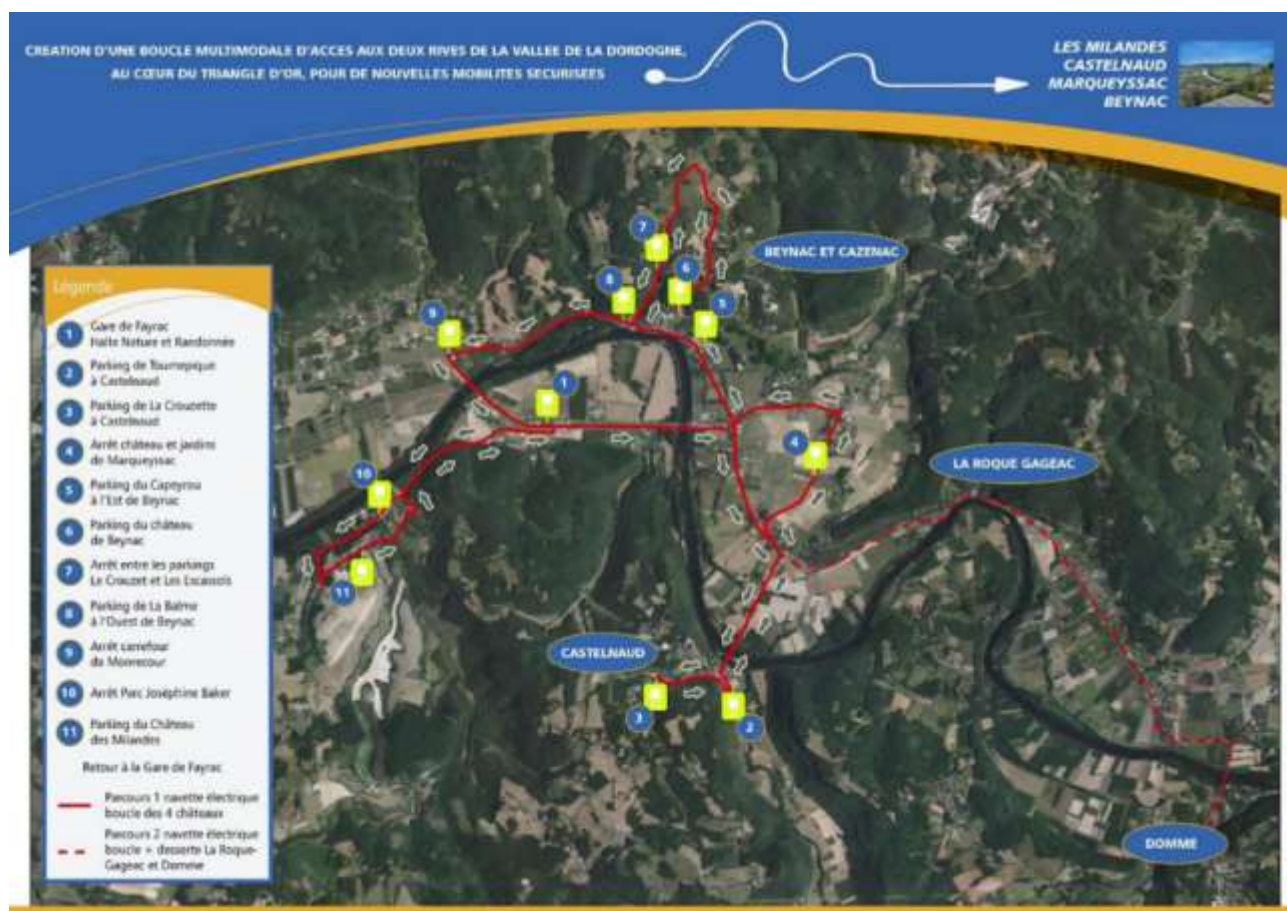 CREATION D'UNE BOUCLE MULTIMODALE D'ACCES AUX DEUX RIVES DE LA VALLEE DE LA DORDOGNE,
AU CŒUR DU TRIANGLE D'OR, POUR DE NOUVELLES MOBILITES SECURISEES
LES MILANDES
CASTELNAUD
MARQUEYSSAC
BEYNAC
Légende
1 Gare de Fayrac
Halte Nature et Randonnée
2 Parking de Tournepique
à Castelnaud
3 Parking de La Crouzette
à Castelnaud
4 Arrêt château et jardins
de Marqueyssac
5 Parking du Capeyrou
à l'Est de Beynac
6 Parking du château
de Beynac
7 Arrêt entre les parkings
Le Crouzet et Les
8 Parking de La Balme
à l'Ouest de Beynac
9 Arrêt carrefour
de Monrecour
10 Arrêt Parc Joséphine Baker
11 Parking du Château
des Milandes
Retour à la Gare de Fayrac
Parcours 1 navette électrique
boucle des 4 châteaux
Parcours 2 navette électrique
boucle + desserte La Roque-
Gageac et Domme
7
BEYNAC ET CAZENAC
6
8
5
9
1
4
LA ROQUE GAGEAC
10
11
CASTELNAUD
3
2
DOMME